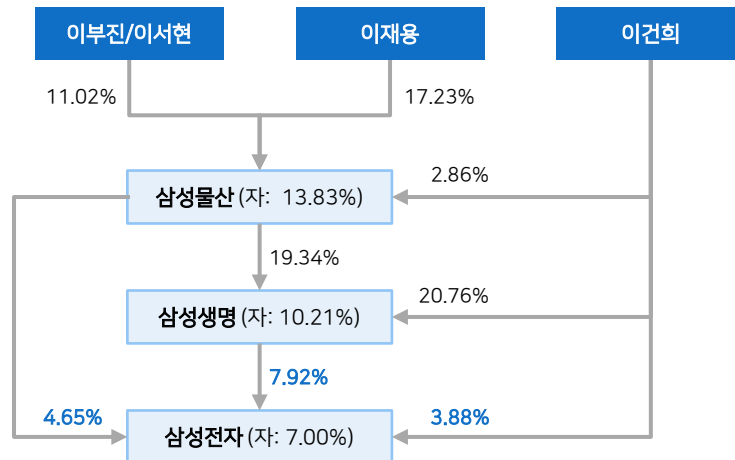 이부진/이서현
이재용
이건희
11.02%
17.23%
2.86%
삼성물산 (자: 13.83%)
19.34%
20.76%
삼성생명 (자: 10.21%)
7.92%
4.65%
3.88%
삼성전자 (자: 7.00%)